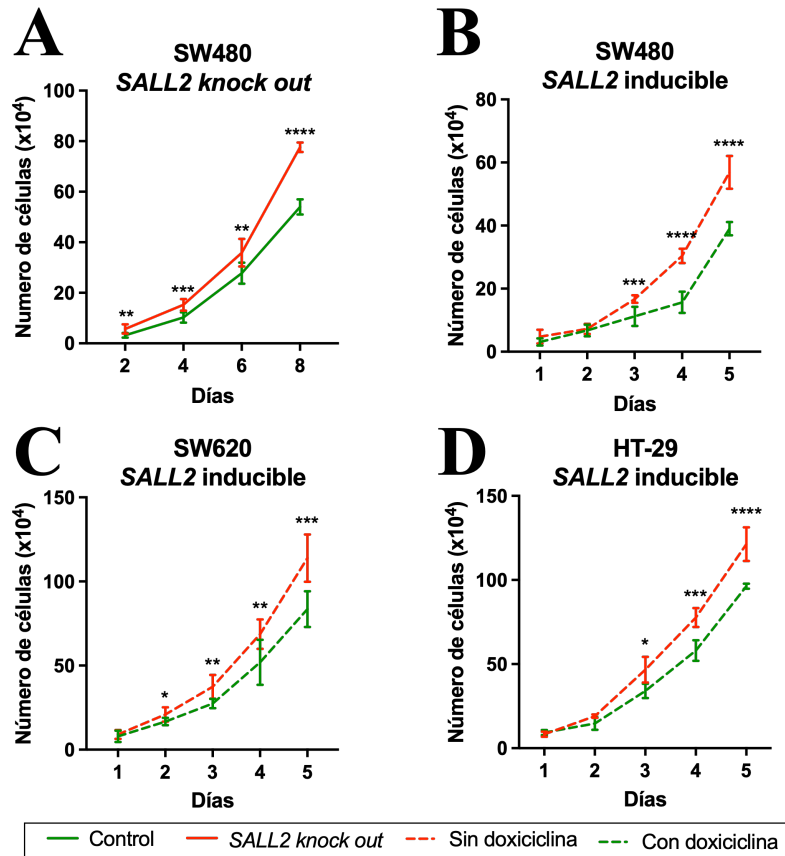 A
SW480
SALL2 knock out
Numero de células (x10⁴)
100
80
60
40
20
0
**
***
**
****
2 4 6 8
Días
B
SW480
SALL2 inducible
Número de células (x10⁴)
80
60
40
20
0
***
****
****
1 2 3 4 5
Días
C
SW620
SALL2 inducible
Número de células (x10⁴)
150
100
50
0
*
**
**
***
1 2 3 4 5
Días
D
HT-29
SALL2 inducible
Número de células (x10⁴)
150
100
50
0
*
***
****
1 2 3 4 5
Días
Control SALL2 knock out Sin doxiciclina Con doxiciclina